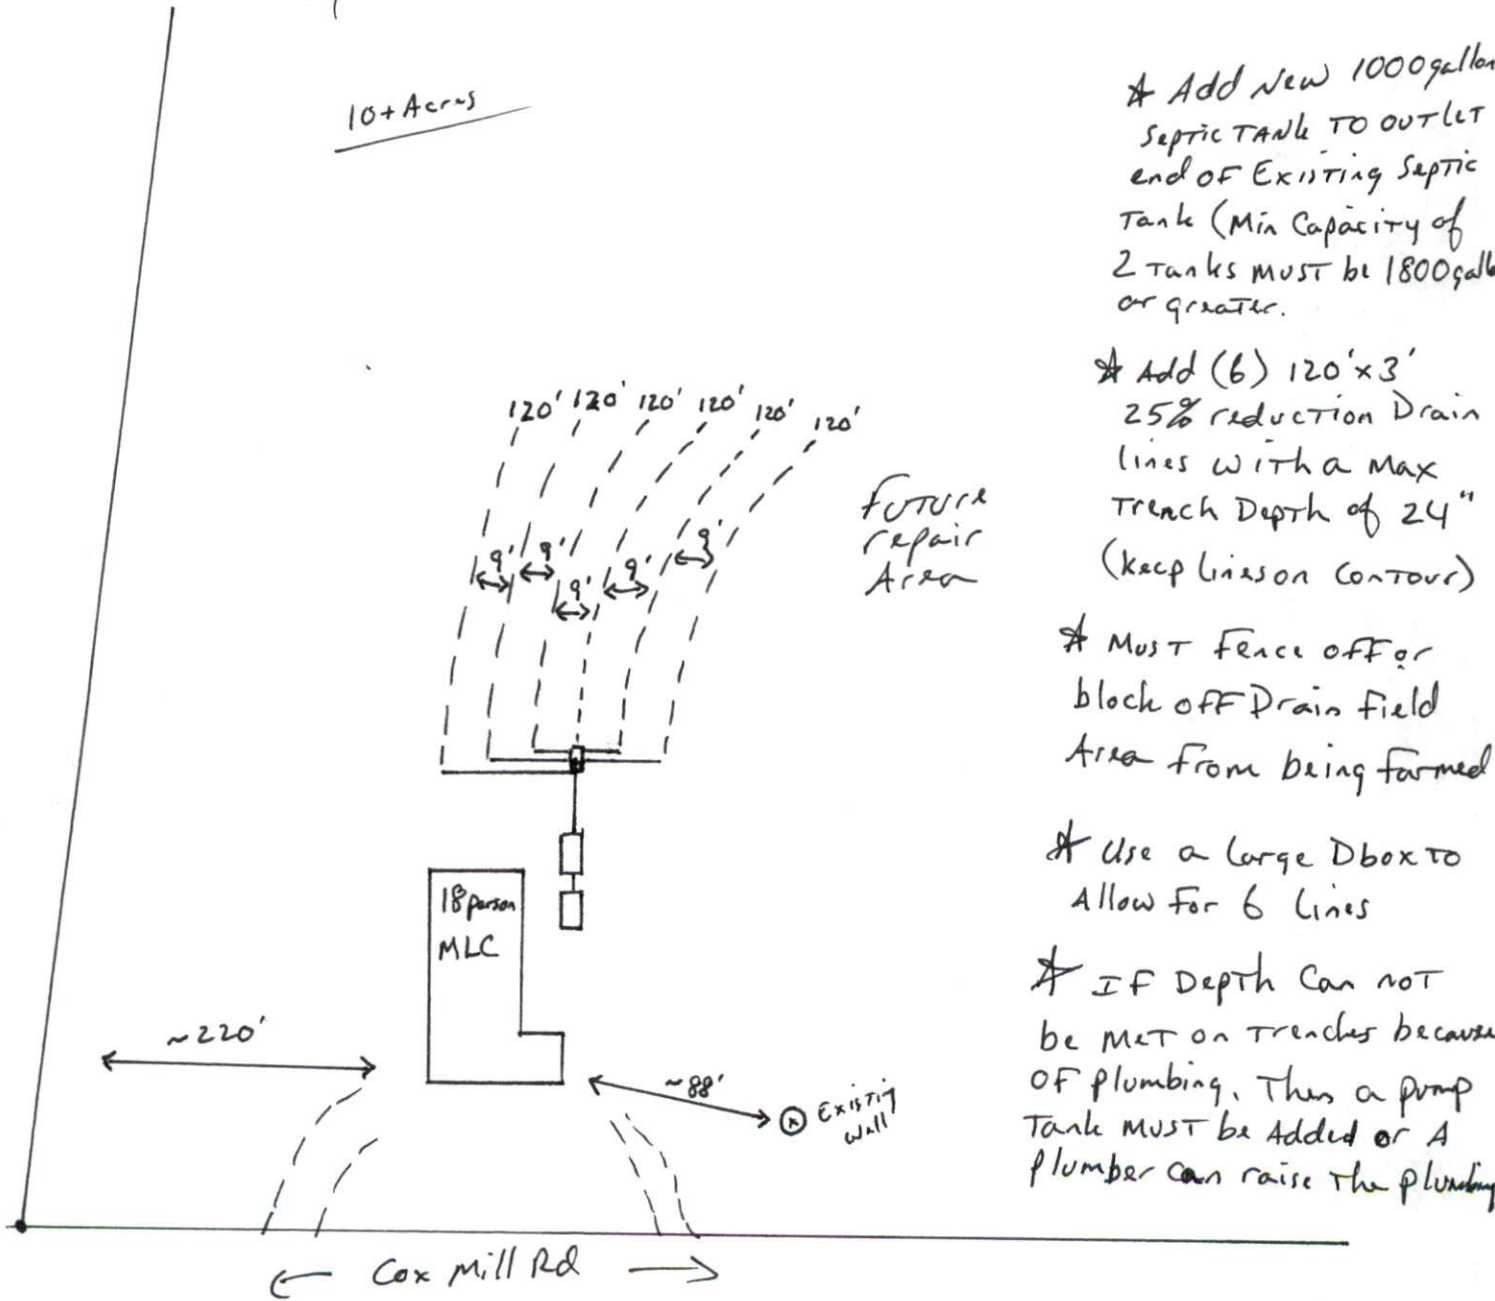 10+ Acres
★ Add New 1000 gallon
Septic TANK TO OUTLET
end OF Existing Septic
Tank (Min Capacity of
2 Tanks MUST be 1800 gall
or greater.
★ Add (6) 120' x 3'
25% reduction Drain
lines with a Max
Trench Depth of 24"
(keep lines on Contour)
★ Must Fence off or
block off Drain field
Area from being farmed
★ Use a large Dbox to
Allow for 6 lines
★ IF Depth Can not
be MET on Trenches because
OF plumbing. Then a pump
Tank MUST be Added or A
plumber can raise the plumbing
120' 120' 120' 120' 120' 120'
9' 9' 9' 9' 9'
Future
repair
Area
18 person
MLC
~220'
~88'
Existing
Well
← Cox Mill Rd →